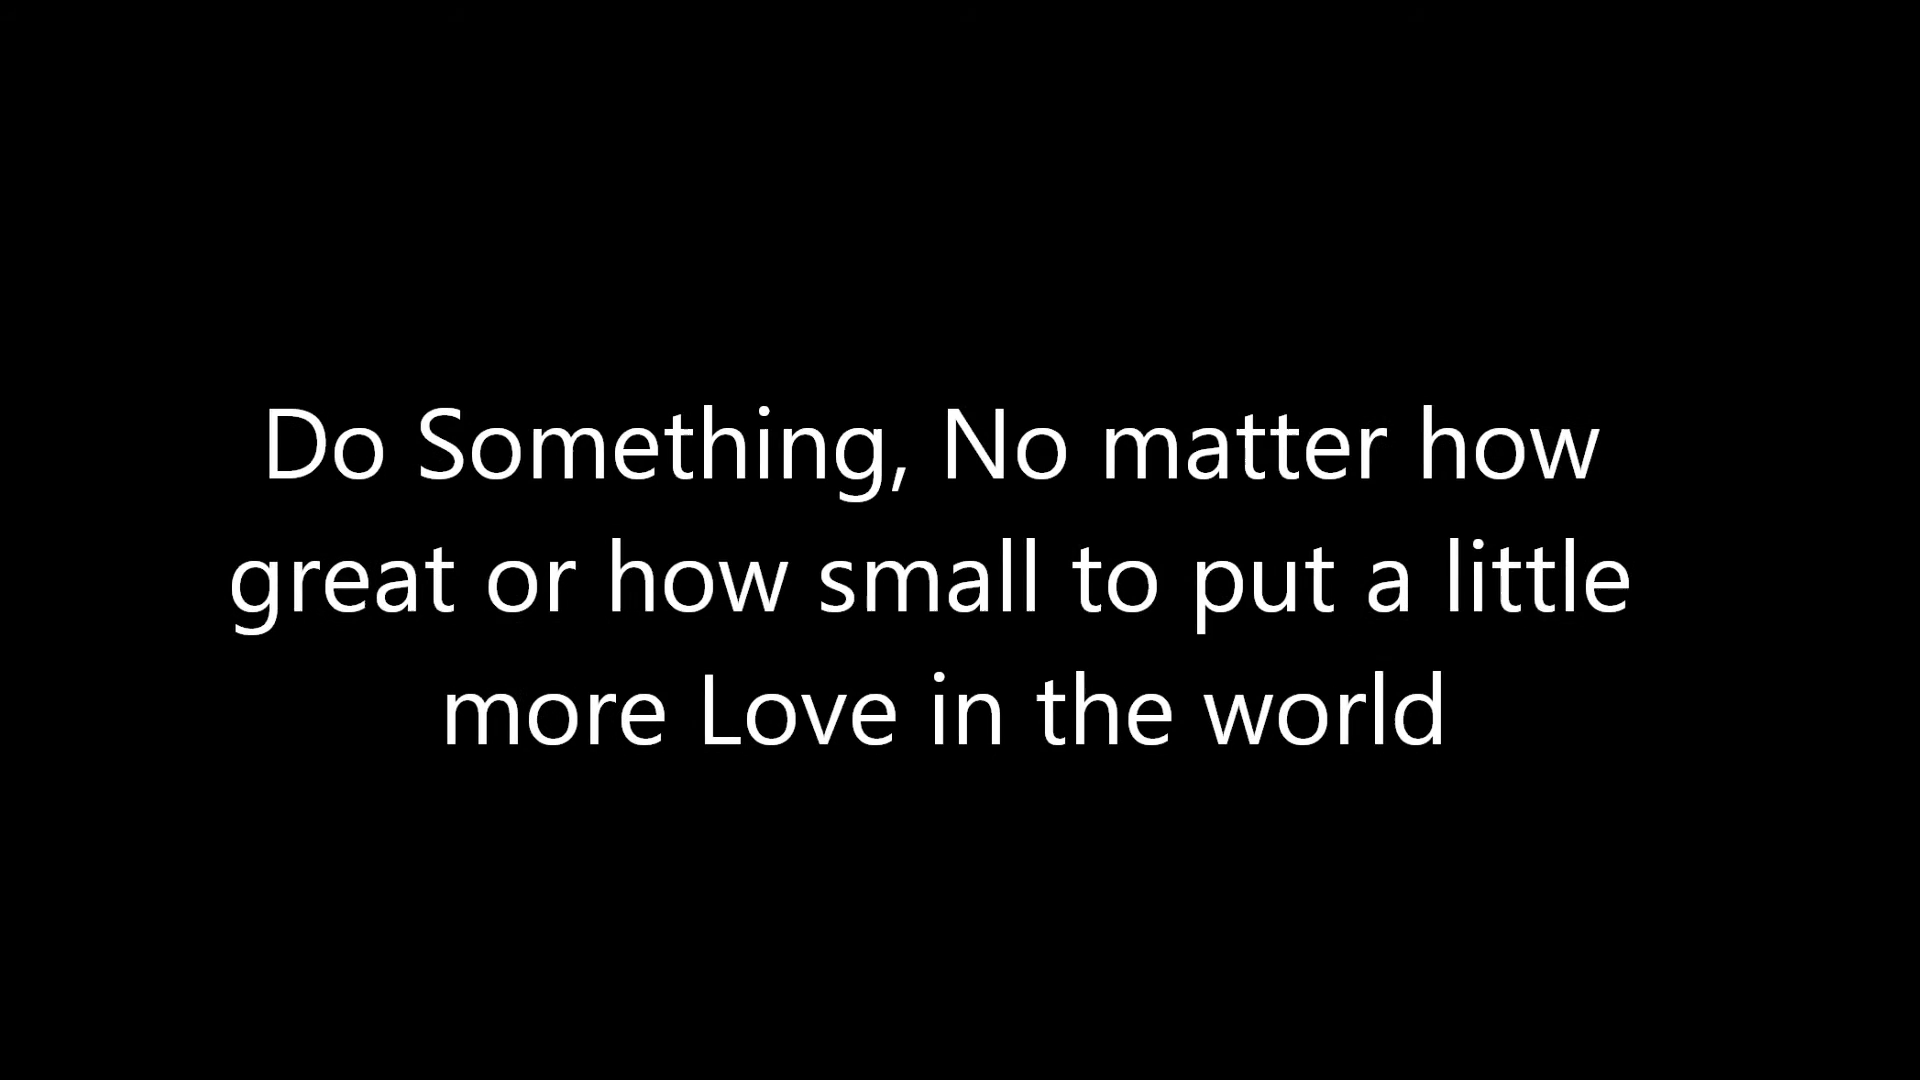 Do Something, No matter how
great or how small to put a little
more Love in the world